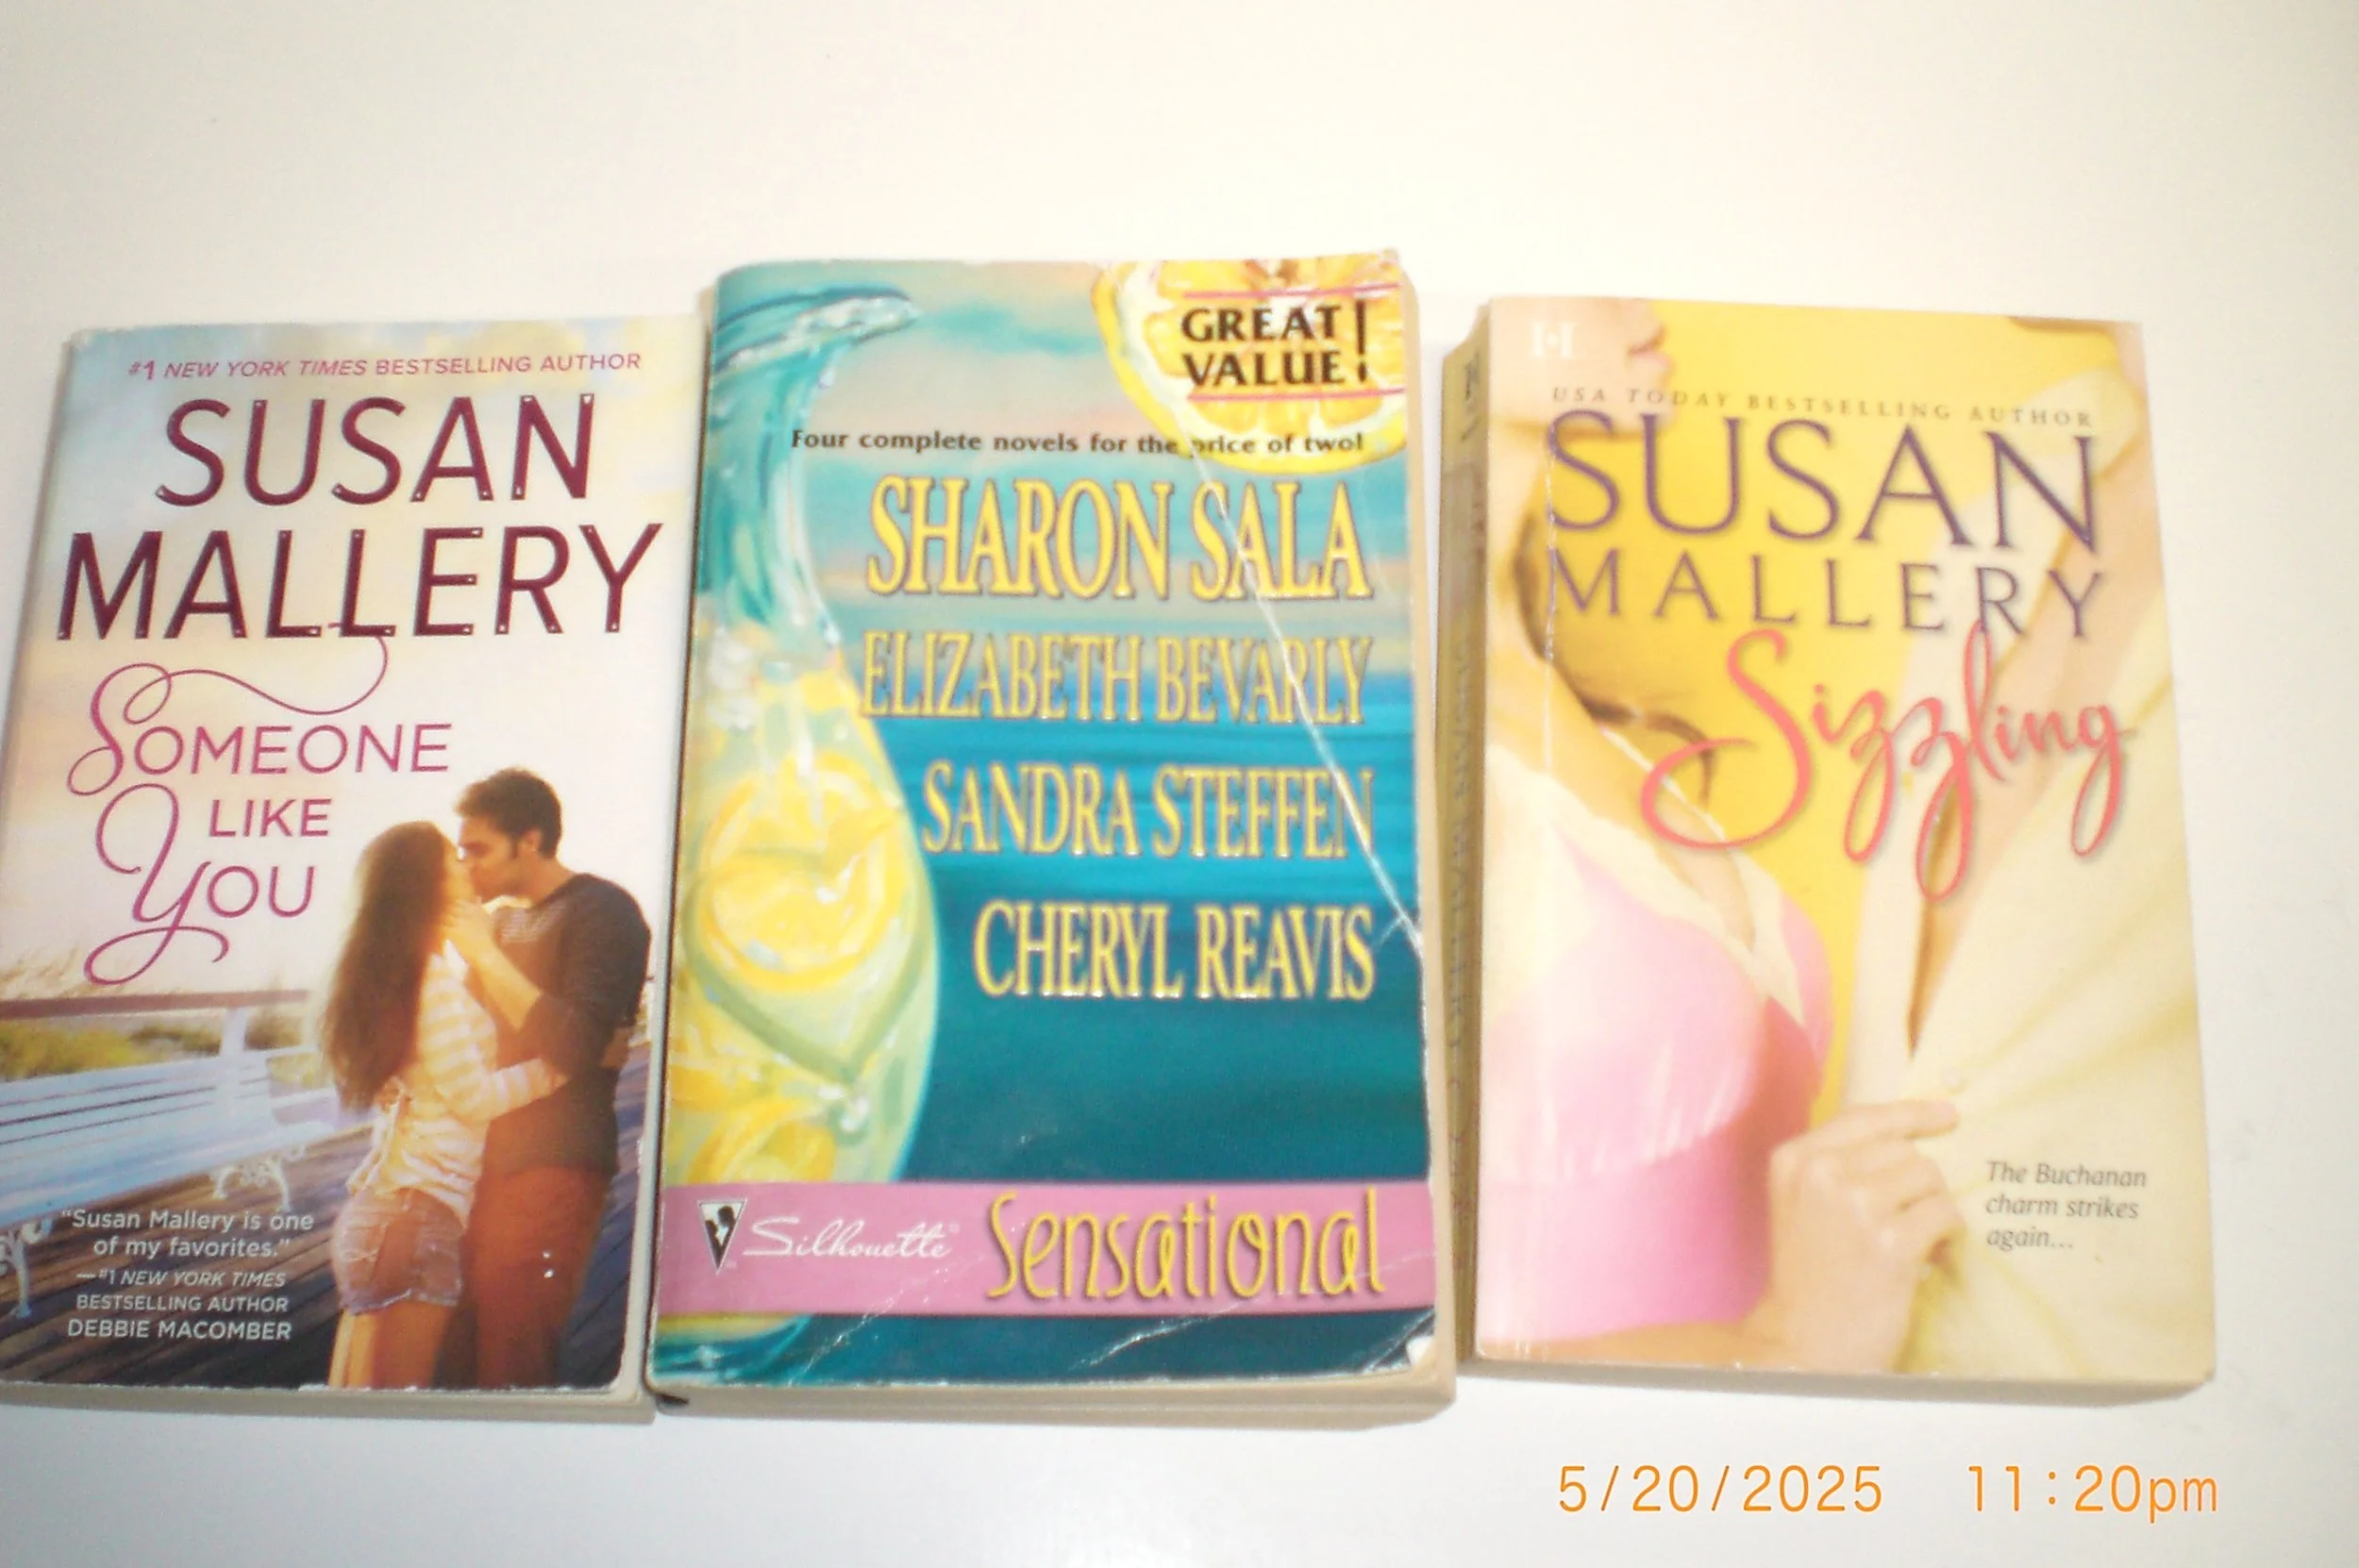 #1 NEW YORK TIMES BESTSELLING AUTHOR
SUSAN
MALLERY
SOMEONE
LIKE
YOU
"Susan Mallery is one
of my favorites."
—#1 NEW YORK TIMES
BESTSELLING AUTHOR
DEBBIE MACOMBER
GREAT
VALUE!
Four complete novels for the price of two!
SHARON SALA
ELIZABETH BEVARLY
SANDRA STEFFEN
CHERYL REAVIS
Silhouette®
Sensational
H
USA TODAY BESTSELLING AUTHOR
SUSAN
MALLERY
Sizzling
The Buchanan
charm strikes
again...
5/20/2025 11:20pm